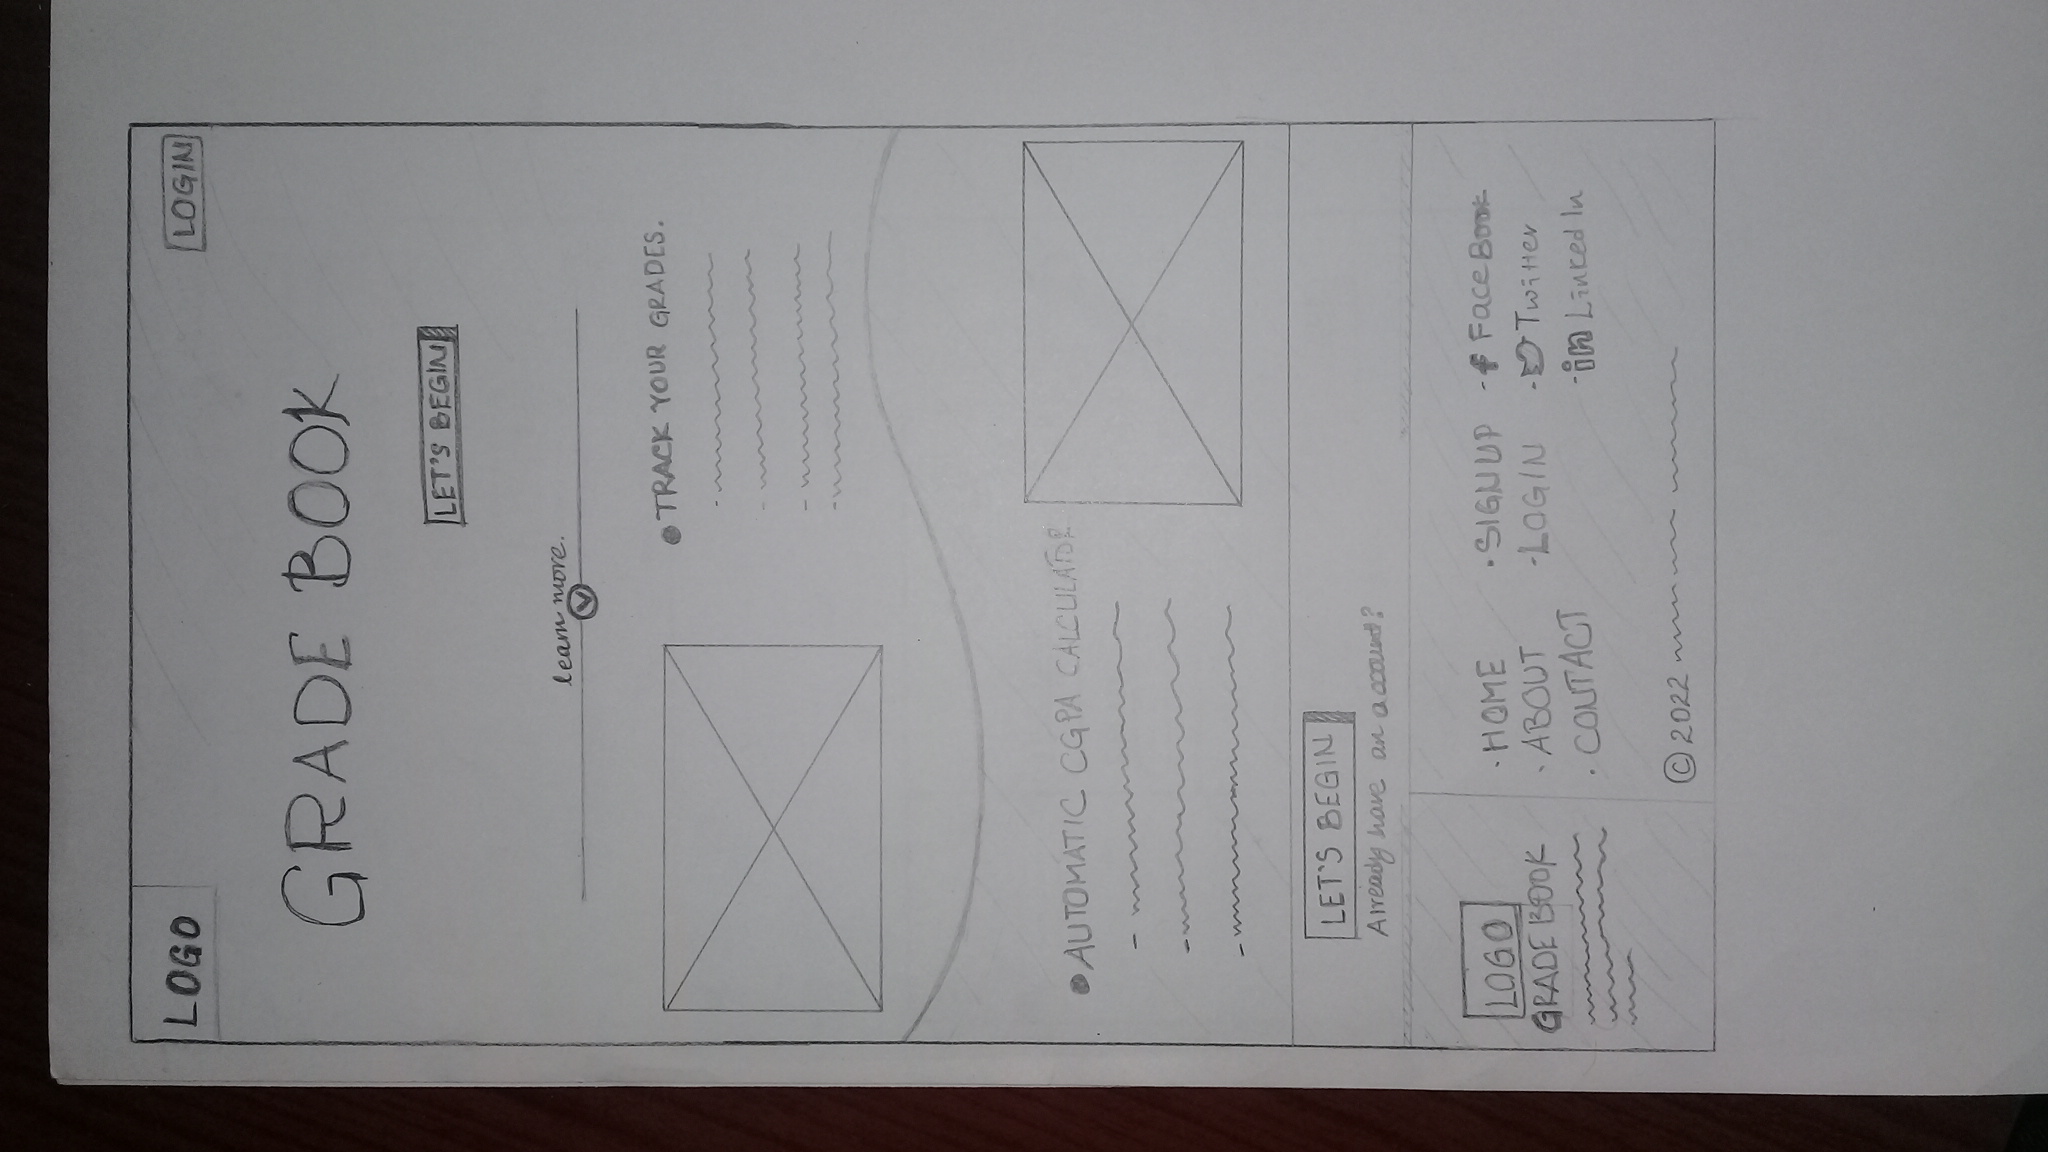 LOGO
LOGIN
GRADE BOOK
LET'S BEGIN
learn more.
TRACK YOUR GRADES.
AUTOMATIC CGPA CALCULATOR
LET'S BEGIN
Already have an account?
LOGO
GRADE BOOK
· HOME
· ABOUT
· CONTACT
· SIGNUP
- LOGIN
- f FaceBook
- Twitter
- in Linked In
© 2022